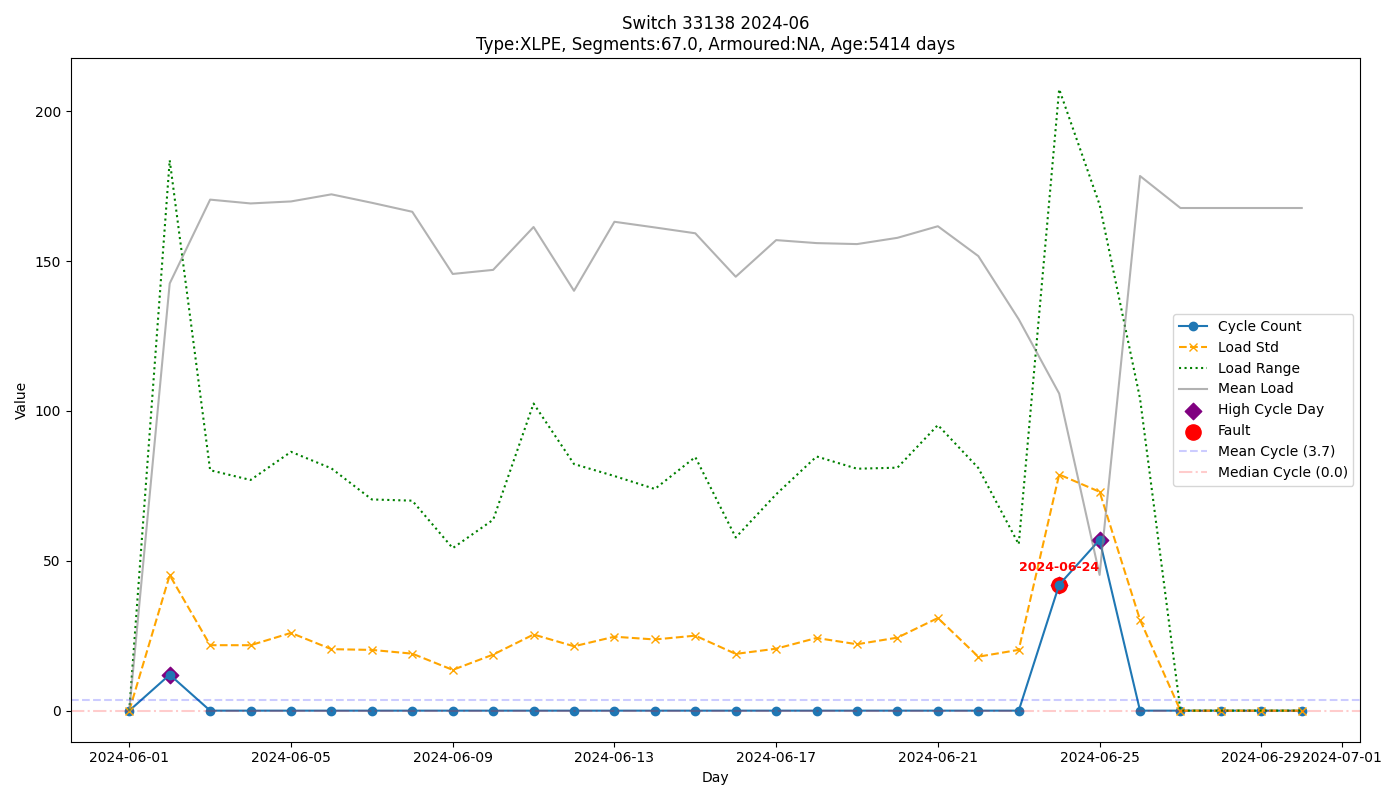 Switch 33138 2024-06
Type:XLPE, Segments:67.0, Armoured:NA, Age:5414 days
Value
200
150
100
50
0
Cycle Count
Load Std
Load Range
Mean Load
High Cycle Day
Fault
Mean Cycle (3.7)
Median Cycle (0.0)
2024-06-24
2024-06-01 2024-06-05 2024-06-09 2024-06-13 2024-06-17 2024-06-21 2024-06-25 2024-06-29 2024-07-01
Day